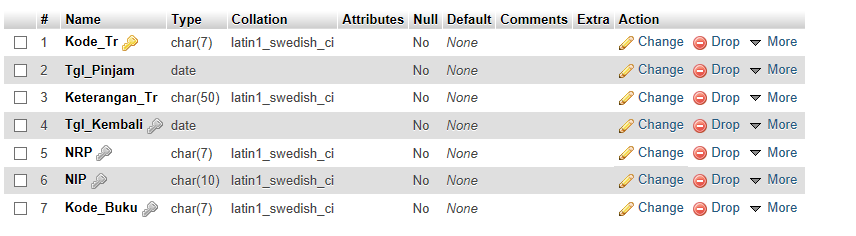 # Name Type Collation Attributes Null Default Comments Extra Action
1 Kode_Tr char(7) latin1_swedish_ci No None Change Drop More
2 Tgl_Pinjam date No None Change Drop More
3 Keterangan_Tr char(50) latin1_swedish_ci No None Change Drop More
4 Tgl_Kembali date No None Change Drop More
5 NRP char(7) latin1_swedish_ci No None Change Drop More
6 NIP char(10) latin1_swedish_ci No None Change Drop More
7 Kode_Buku char(7) latin1_swedish_ci No None Change Drop More